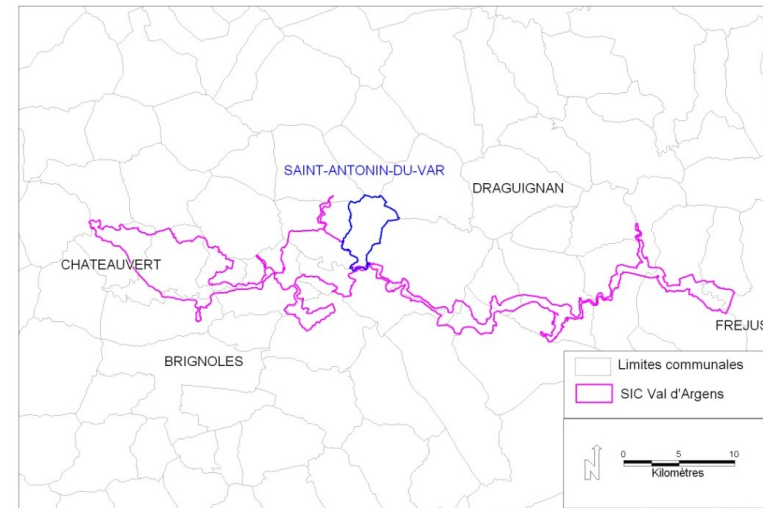 SAINT-ANTONIN-DU-VAR
DRAGUIGNAN
CHATEAUVERT
FREJUS
BRIGNOLES
Limites communales
SIC Val d'Argens
N
0 5 10
Kilomètres